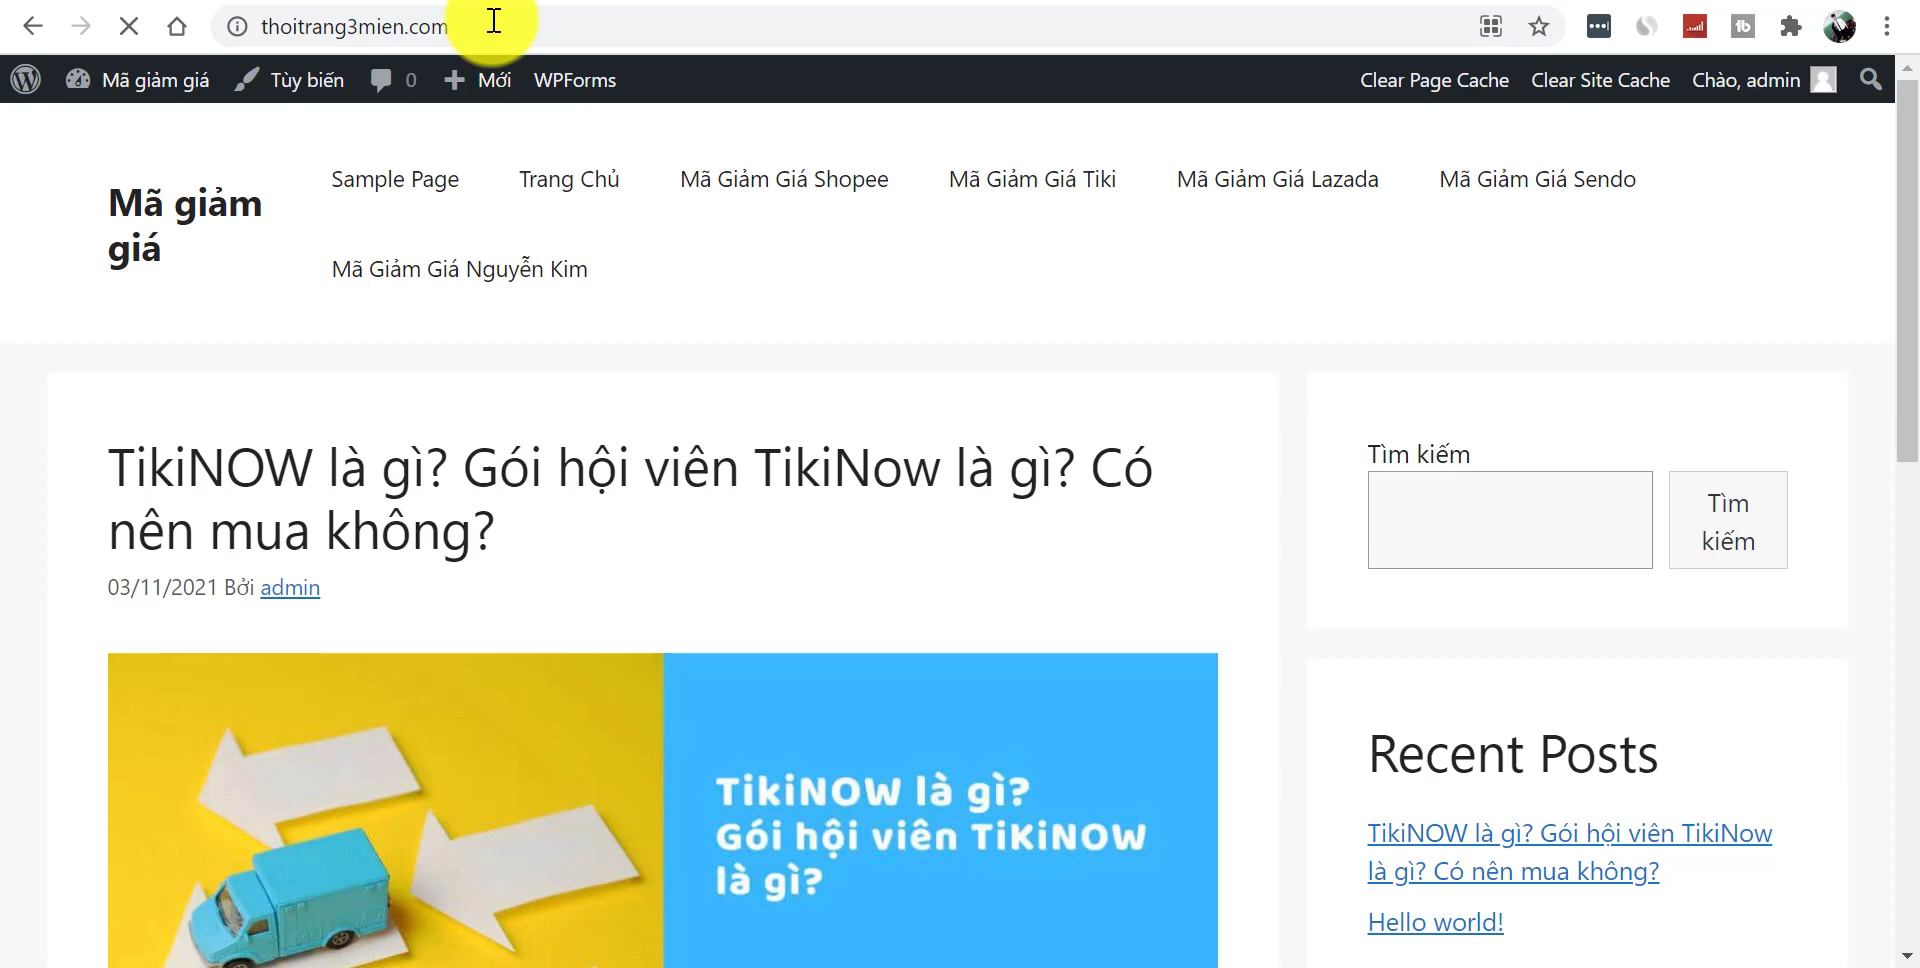 thoitrang3mien.com
Mã giảm giá Tùy biến 0 Mới WPForms Clear Page Cache Clear Site Cache Chào, admin
Mã giảm
giá
Sample Page Trang Chủ Mã Giảm Giá Shopee Mã Giảm Giá Tiki Mã Giảm Giá Lazada Mã Giảm Giá Sendo
Mã Giảm Giá Nguyễn Kim
TikiNOW là gì? Gói hội viên TikiNow là gì? Có
nên mua không?
03/11/2021 Bởi admin
TikiNOW là gì?
Gói hội viên TiKiNOW
là gì?
Tìm kiếm
Tìm
kiếm
Recent Posts
TikiNOW là gì? Gói hội viên TikiNow
là gì? Có nên mua không?
Hello world!